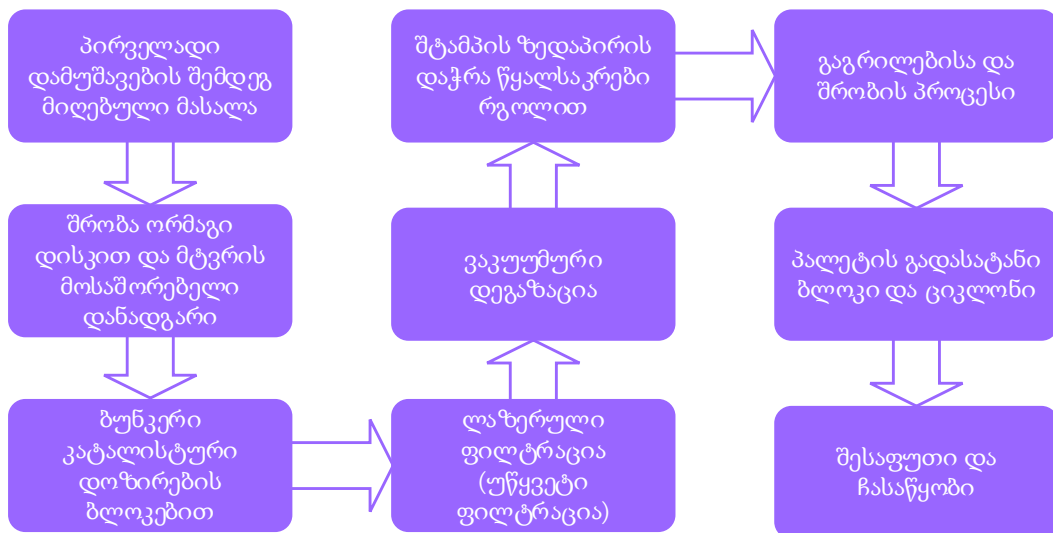 პირველადი
დამუშავების შემდეგ
მიღებული მასალა
შრობა ორმაგი
დისკით და მტვრის
მოსაშორებელი
დანადგარი
ბუნკერი
კატალისტური
დოზირების
ბლოკებით
ლაზერული
ფილტრაცია
(უწყვეტი
ფილტრაცია)
ვაკუუმური
დეგაზაცია
შტამპის ზედაპირის
დაჭრა წყალსაკრები
რგოლით
გაგრილებისა და
შრობის პროცესი
პალეტის გადასატანი
ბლოკი და ციკლონი
შესაფუთი და
ჩასაწყობი